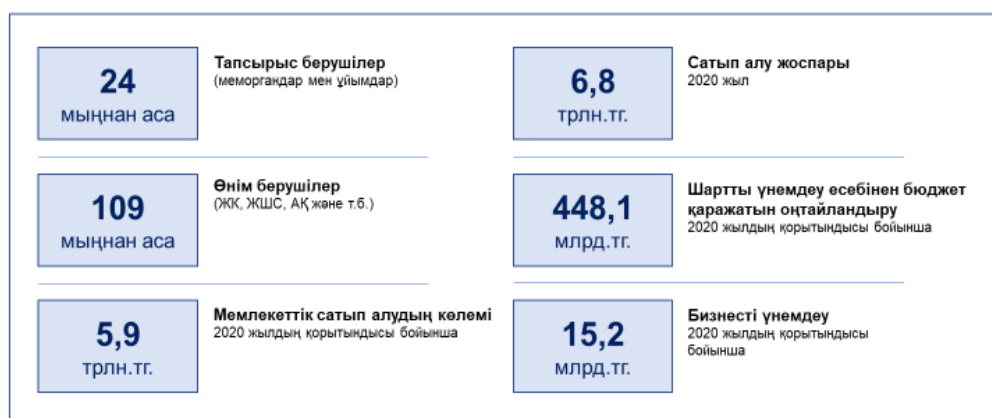 24
мыңнан аса
Тапсырыс берушілер
(меморгандар мен ұйымдар)
6,8
трлн.тг.
Сатып алу жоспары
2020 жыл
109
мыңнан аса
Өнім берушілер
(ЖК, ЖШС, АҚ және т.б.)
448,1
млрд.тг.
Шартты үнемдеу есебінен бюджет
қаражатын оңтайландыру
2020 жылдың қорытындысы бойынша
5,9
трлн.тг.
Мемлекеттік сатып алудың көлемі
2020 жылдың қорытындысы бойынша
15,2
млрд.тг.
Бизнесті үнемдеу
2020 жылдың қорытындысы
бойынша